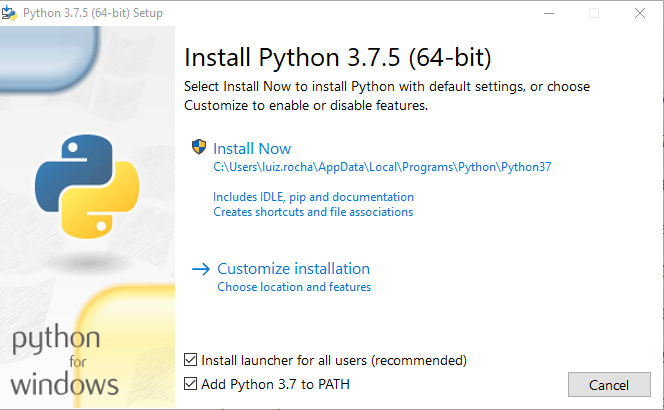 Python 3.7.5 (64-bit) Setup
Install Python 3.7.5 (64-bit)
Select Install Now to install Python with default settings, or choose
Customize to enable or disable features.
Install Now
C:\Users\luiz.rocha\AppData\Local\Programs\Python\Python37
Includes IDLE, pip and documentation
Creates shortcuts and file associations
Customize installation
Choose location and features
python
for
windows
Install launcher for all users (recommended)
Add Python 3.7 to PATH
Cancel